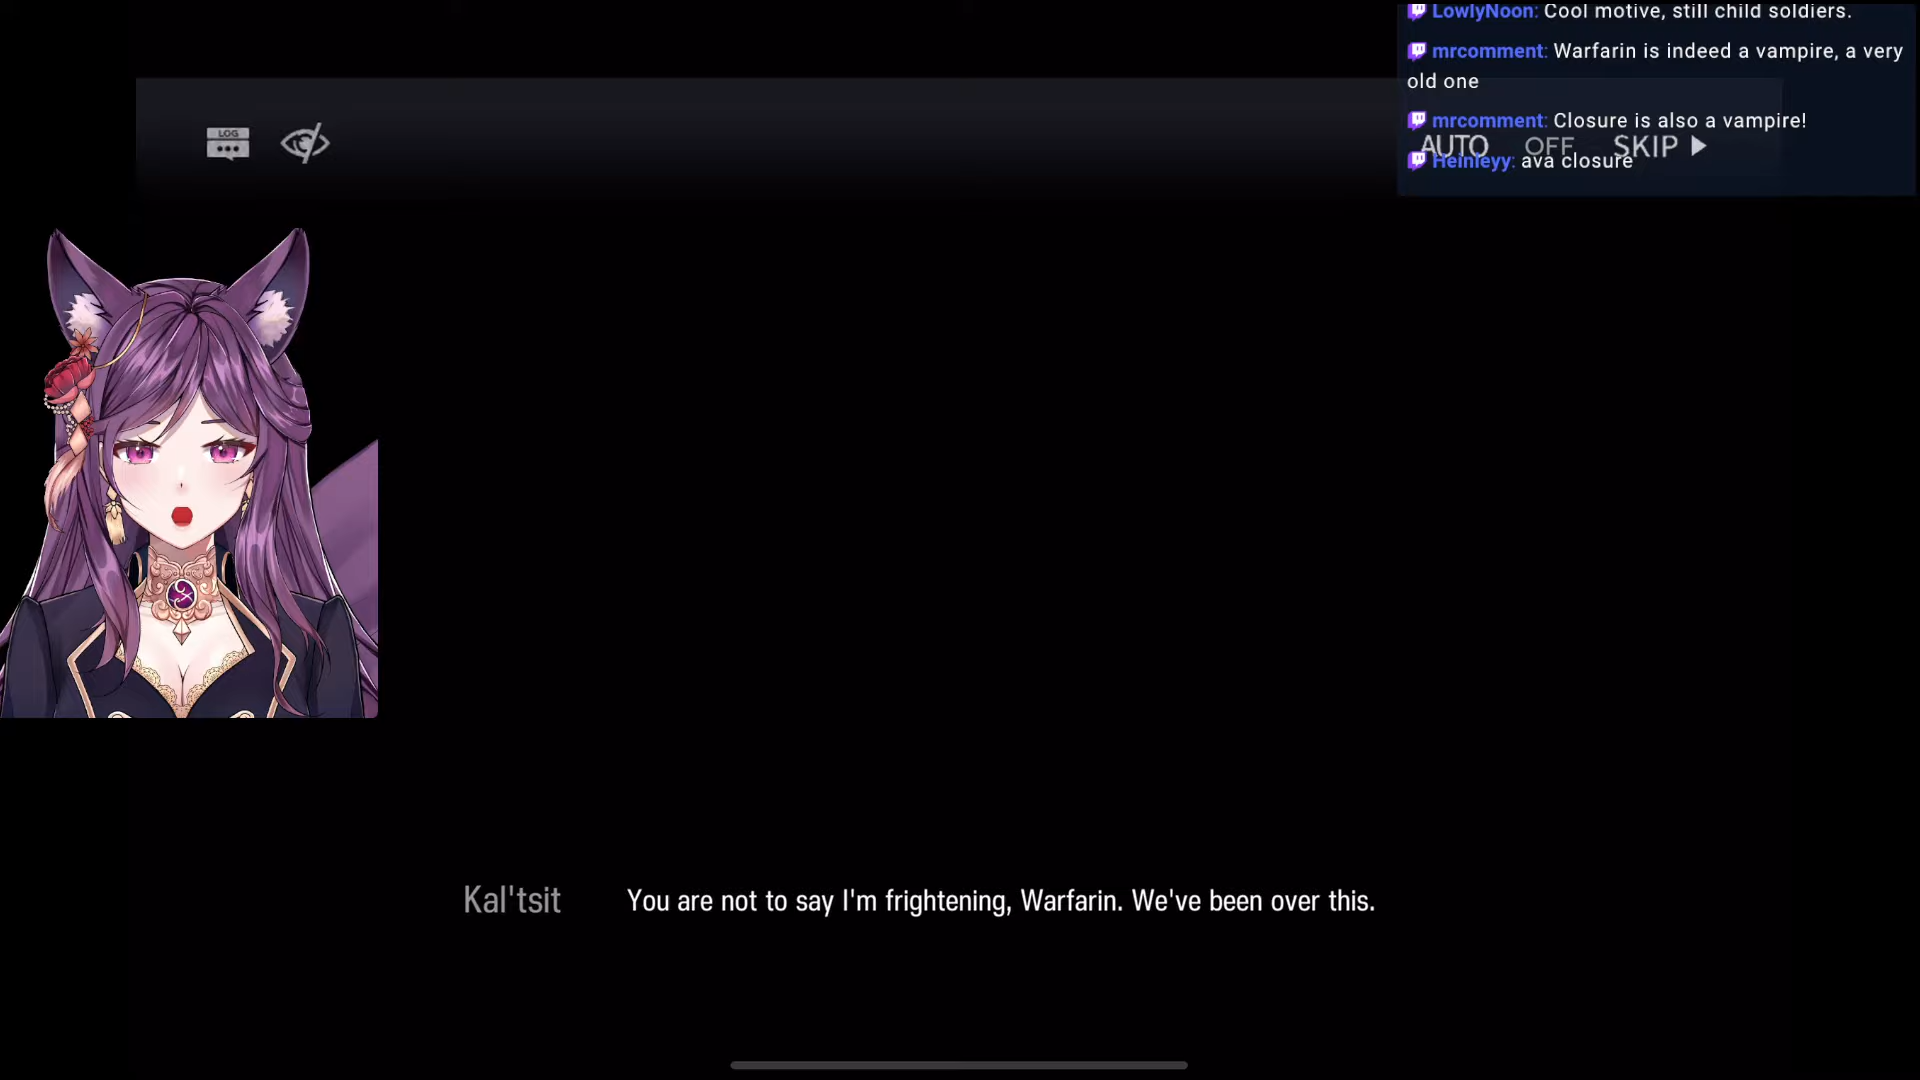 LowlyNoon: Cool motive, still child soldiers.
mrcomment: Warfarin is indeed a vampire, a very
old one
mrcomment: Closure is also a vampire!
Heinleyy: ava closure
LOG
AUTO OFF SKIP
Kal'tsit You are not to say I'm frightening, Warfarin. We've been over this.